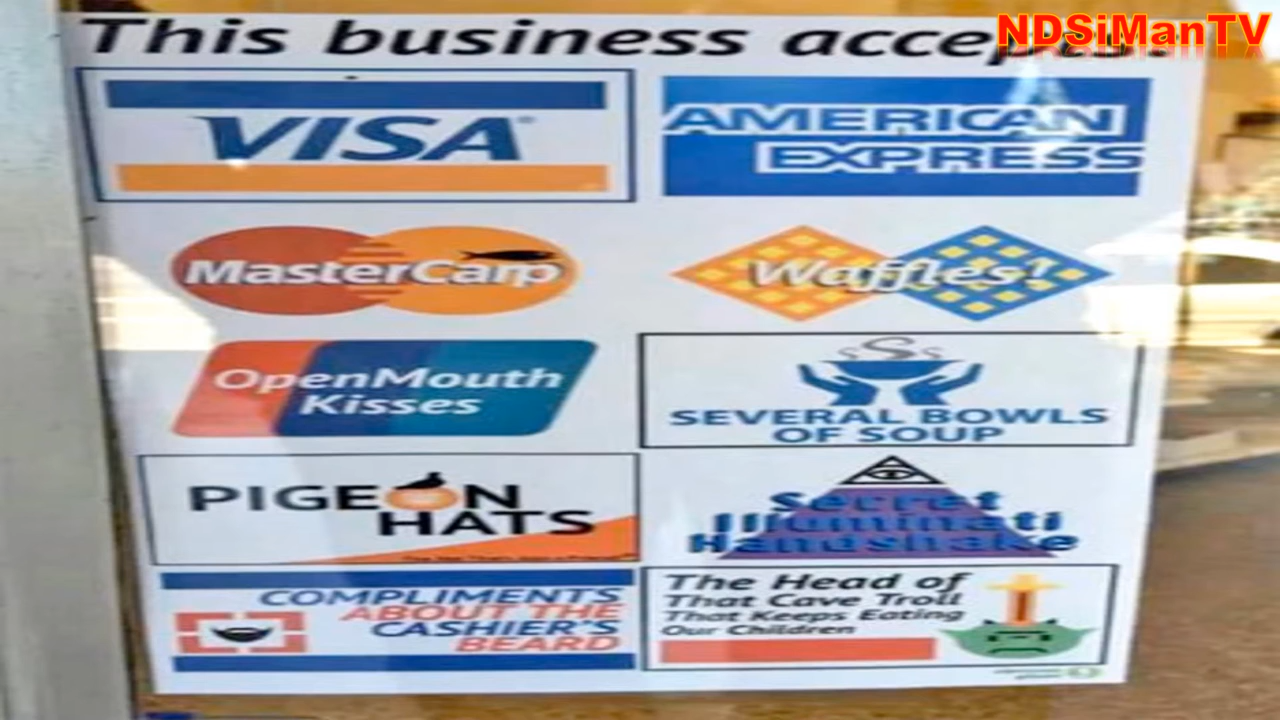 This business accepts:
NDSiManTV
VISA
AMERICAN
EXPRESS
MasterCarp
Waffles?
OpenMouth
Kisses
SEVERAL BOWLS
OF SOUP
PIGEON
HATS
Secret
Illuminati
Handshake
COMPLIMENTS
ABOUT THE
CASHIER'S
BEARD
The Head of
That Cave Troll
That Keeps Eating
Our Children